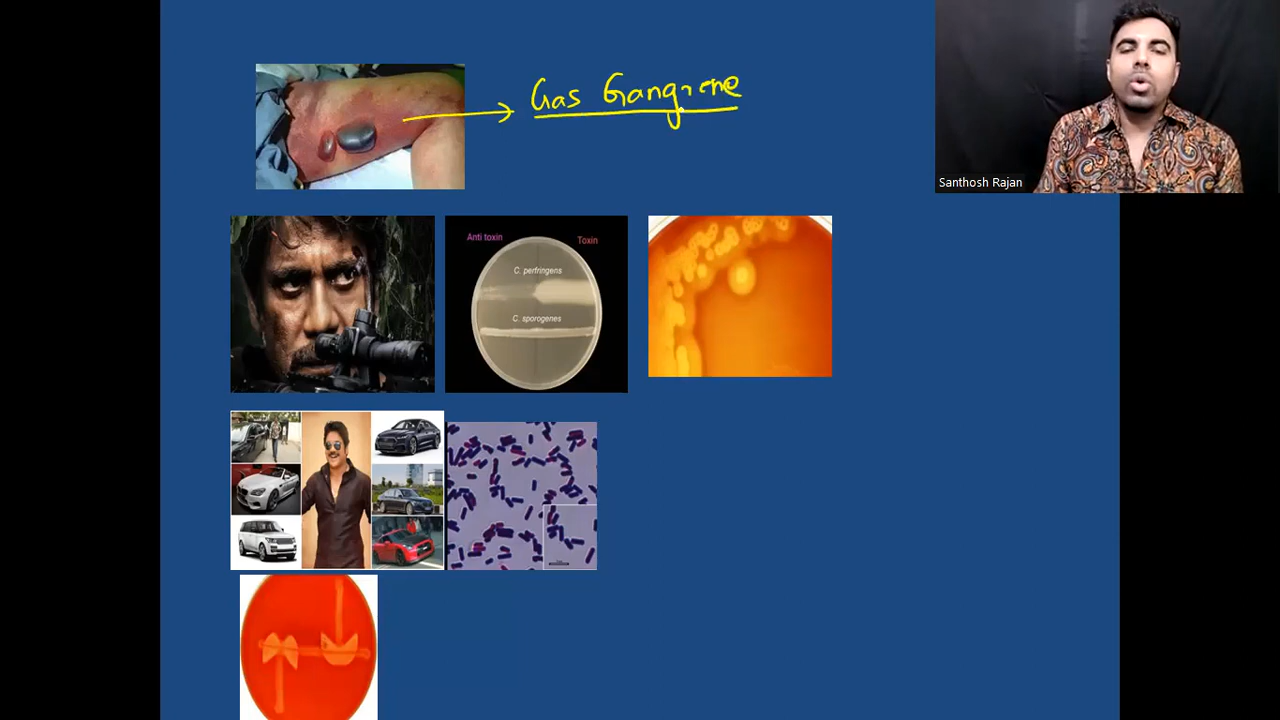 Gas Gangrene
Santhosh Rajan
Anti toxin
Toxin
C. perfringens
C. sporogenes